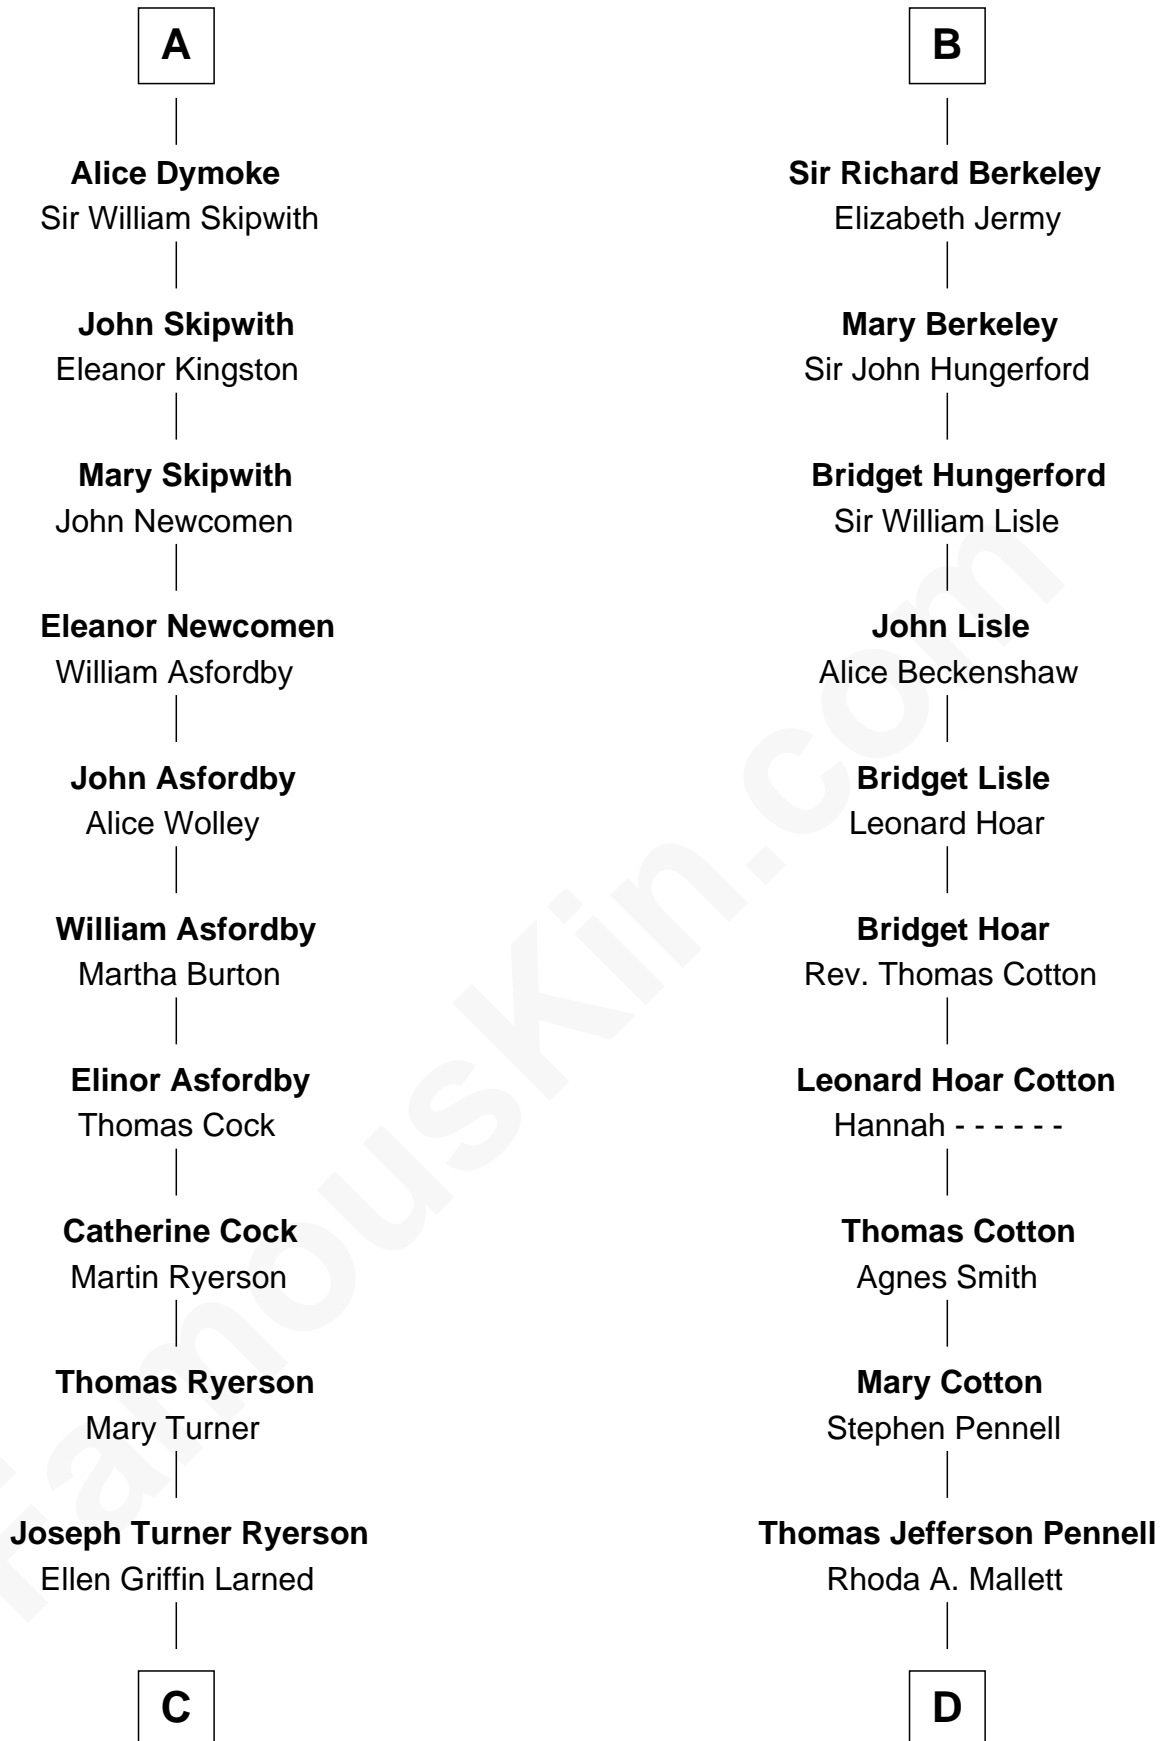 A
Alice Dymoke
Sir William Skipwith
John Skipwith
Eleanor Kingston
Mary Skipwith
John Newcomen
Eleanor Newcomen
William Asfordby
John Asfordby
Alice Wolley
William Asfordby
Martha Burton
Elinor Asfordby
Thomas Cock
Catherine Cock
Martin Ryerson
Thomas Ryerson
Mary Turner
Joseph Turner Ryerson
Ellen Griffin Larned
C
B
Sir Richard Berkeley
Elizabeth Jermy
Mary Berkeley
Sir John Hungerford
Bridget Hungerford
Sir William Lisle
John Lisle
Alice Beckenshaw
Bridget Lisle
Leonard Hoar
Bridget Hoar
Rev. Thomas Cotton
Leonard Hoar Cotton
Hannah - - - - - -
Thomas Cotton
Agnes Smith
Mary Cotton
Stephen Pennell
Thomas Jefferson Pennell
Rhoda A. Mallett
D
FamousKin.com